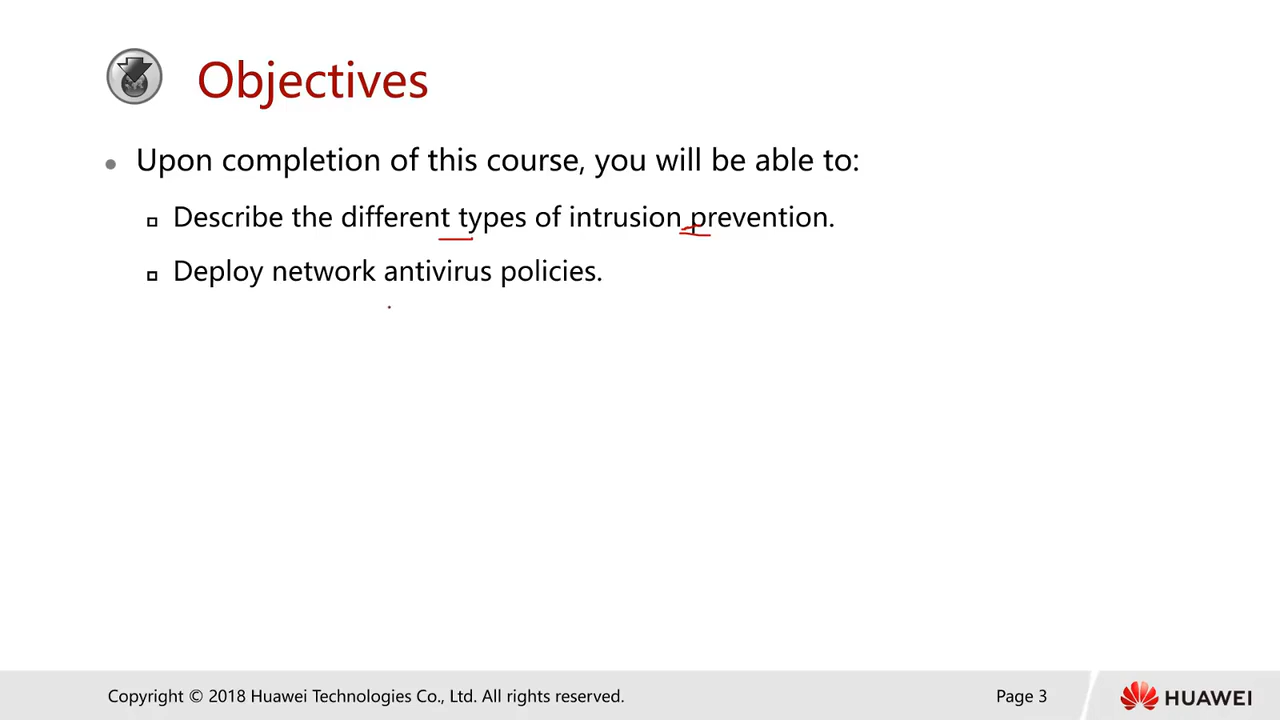 Objectives
Upon completion of this course, you will be able to:
Describe the different types of intrusion prevention.
Deploy network antivirus policies.
Copyright © 2018 Huawei Technologies Co., Ltd. All rights reserved.
Page 3
HUAWEI